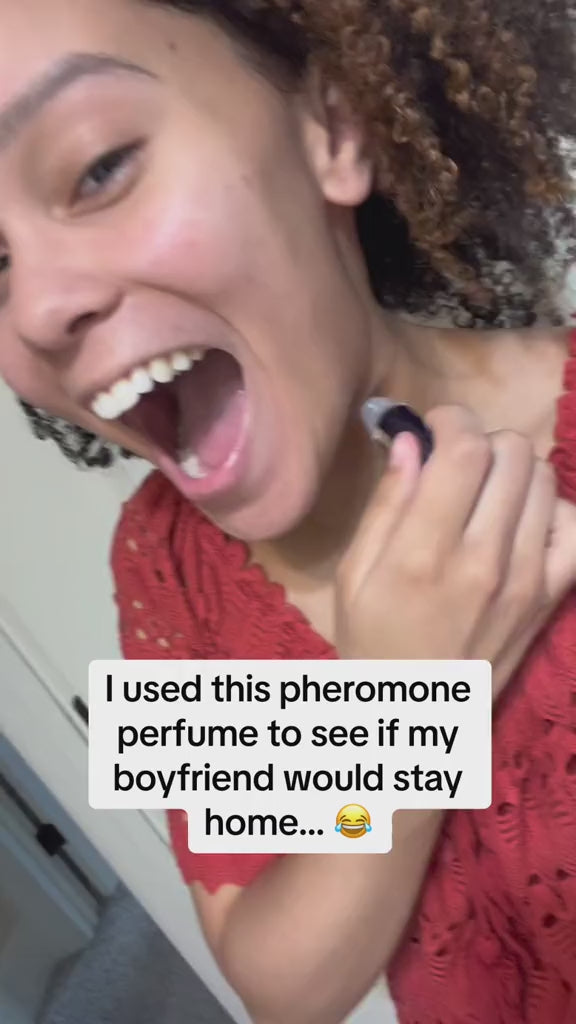 I used this pheromone
perfume to see if my
boyfriend would stay
home... 😂